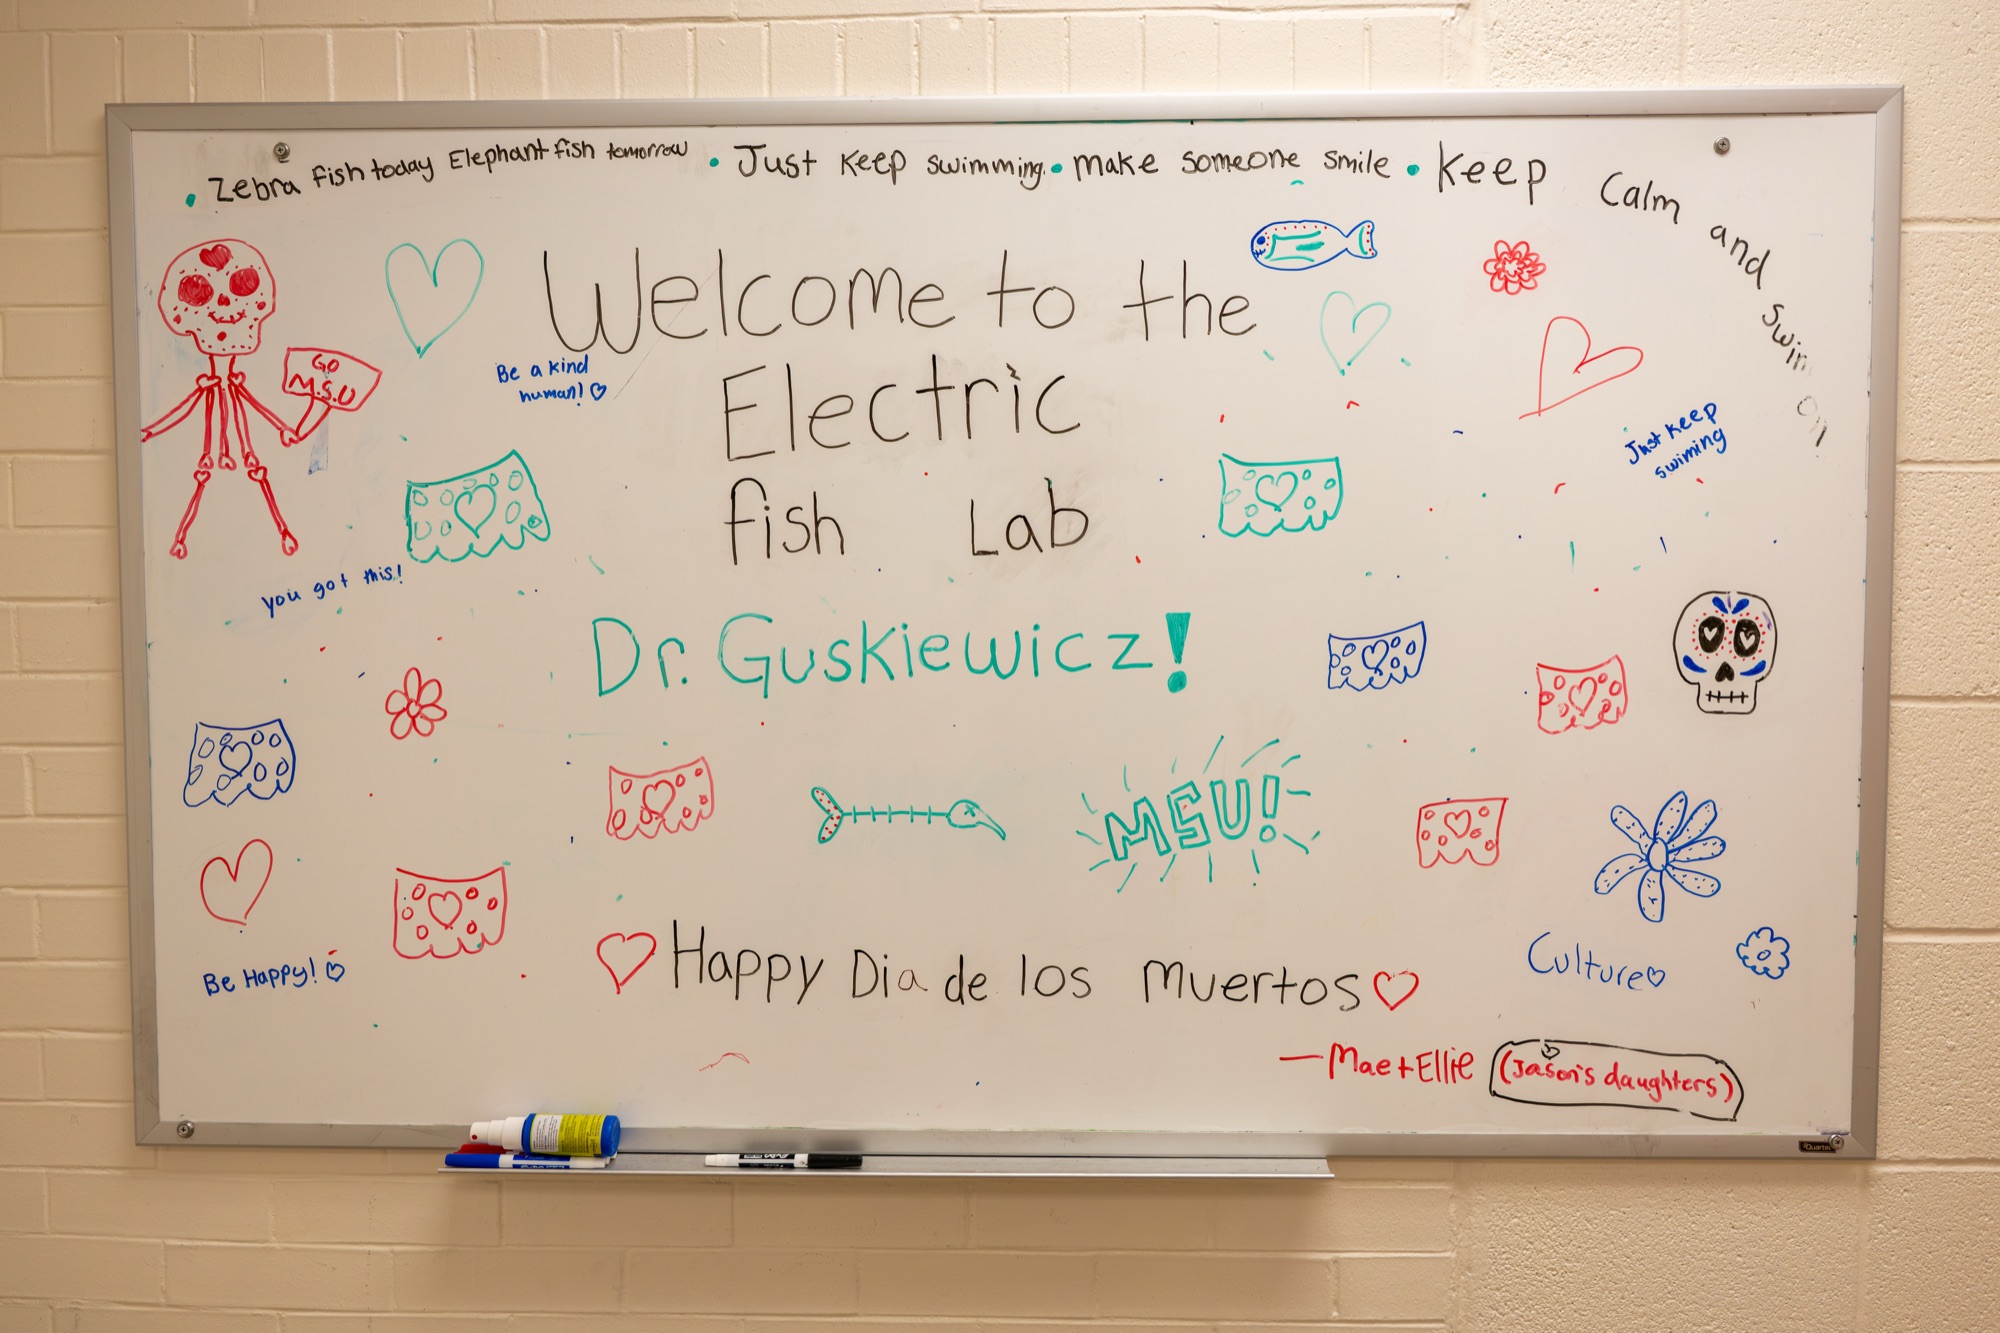 • Zebra fish today Elephant fish tomorrow • Just Keep swimming • make someone smile • Keep Calm and swim on
GO
M.S.U
Welcome to the
Be a kind
human!
Electric
Just Keep
swiming
fish Lab
you got this!
Dr. Guskiewicz!
MSU!
Happy Dia de los muertos
Culture
Be Happy!
—Mae + Ellie (Jason's daughters)
Quartet